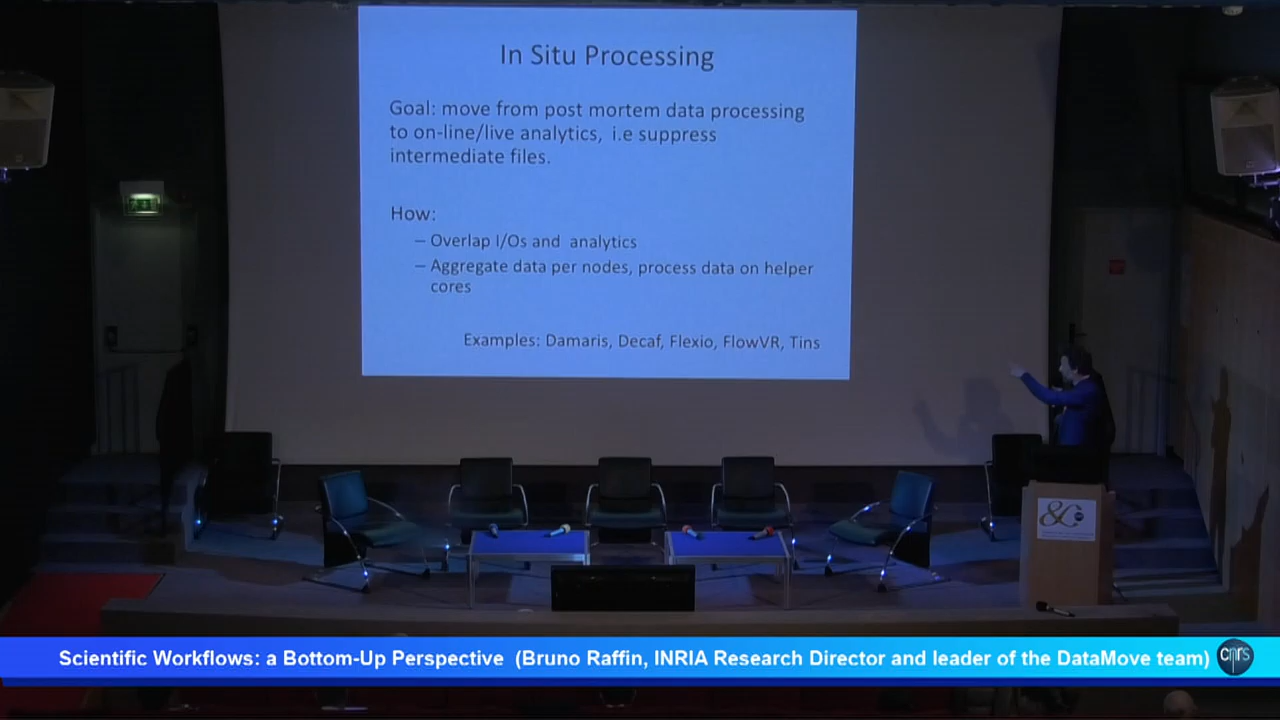 In Situ Processing
Goal: move from post mortem data processing
to on-line/live analytics, i.e suppress
intermediate files.
How:
– Overlap I/Os and analytics
– Aggregate data per nodes, process data on helper
cores
Examples: Damaris, Decaf, Flexio, FlowVR, Tins
&C
Scientific Workflows: a Bottom-Up Perspective (Bruno Raffin, INRIA Research Director and leader of the DataMove team)
cnrs